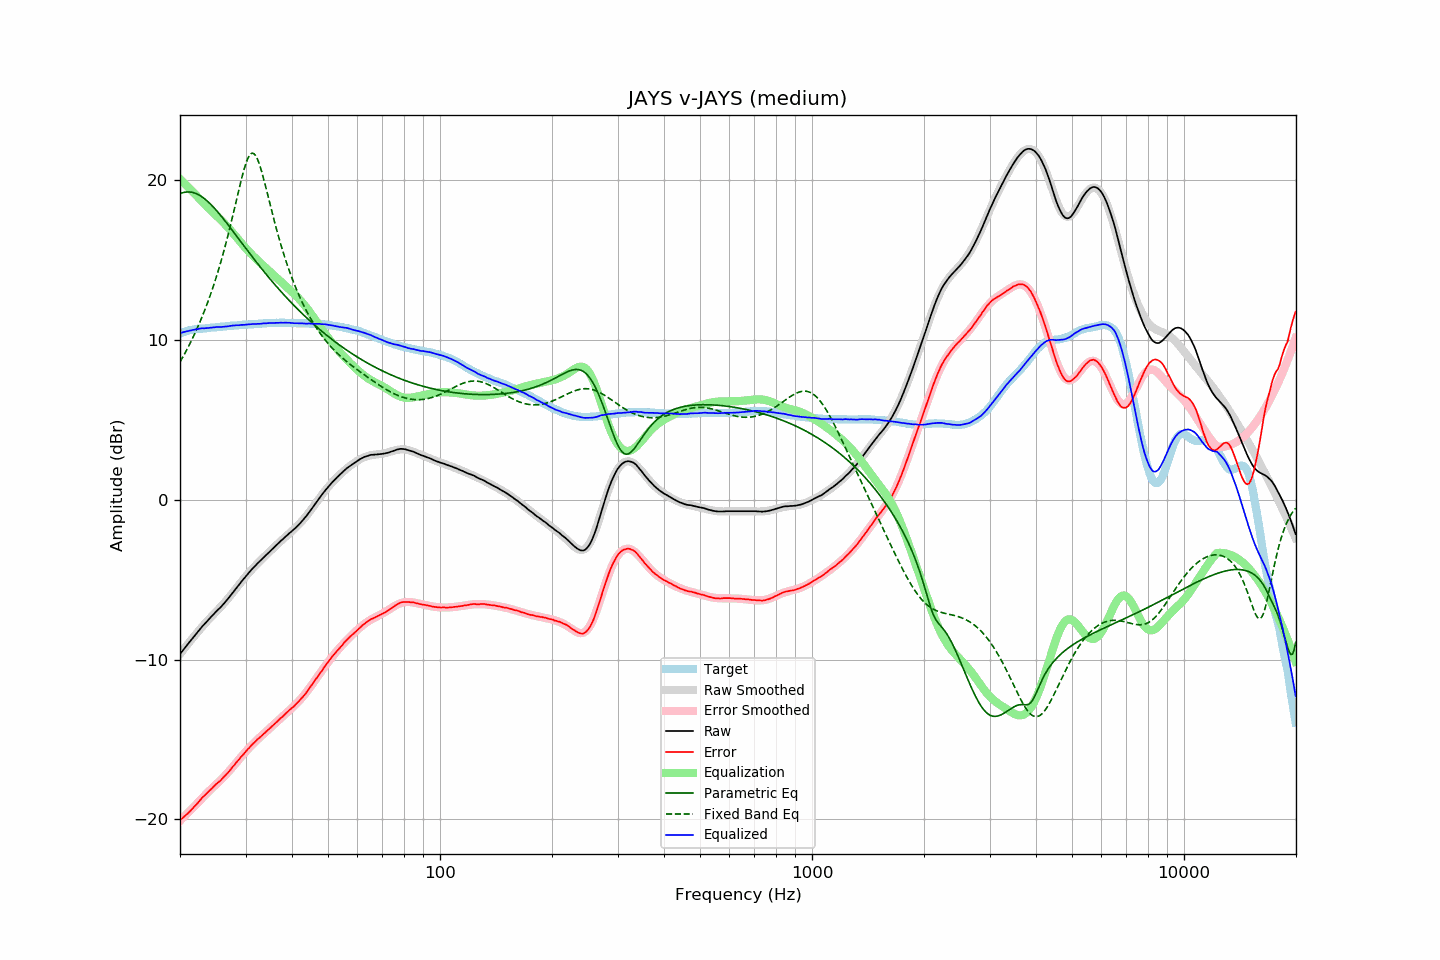 JAYS v-JAYS (medium)
Amplitude (dBr)
20
10
0
−10
−20
Target
Raw Smoothed
Error Smoothed
Raw
Error
Equalization
Parametric Eq
Fixed Band Eq
Equalized
100
1000
10000
Frequency (Hz)